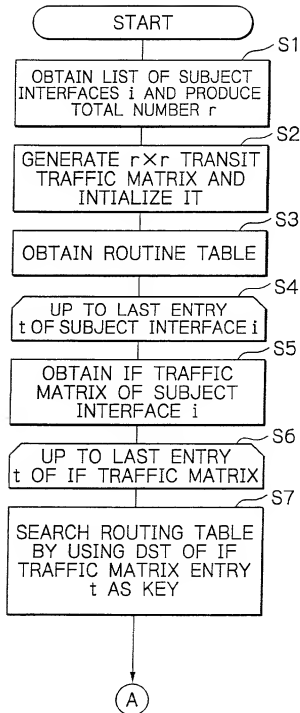 START
S1
OBTAIN LIST OF SUBJECT
INTERFACES i AND PRODUCE
TOTAL NUMBER r
S2
GENERATE r×r TRANSIT
TRAFFIC MATRIX AND
INTIALIZE IT
S3
OBTAIN ROUTINE TABLE
S4
UP TO LAST ENTRY
t OF SUBJECT INTERFACE i
S5
OBTAIN IF TRAFFIC
MATRIX OF SUBJECT
INTERFACE i
S6
UP TO LAST ENTRY
t OF IF TRAFFIC MATRIX
S7
SEARCH ROUTING TABLE
BY USING DST OF IF
TRAFFIC MATRIX ENTRY
t AS KEY
A